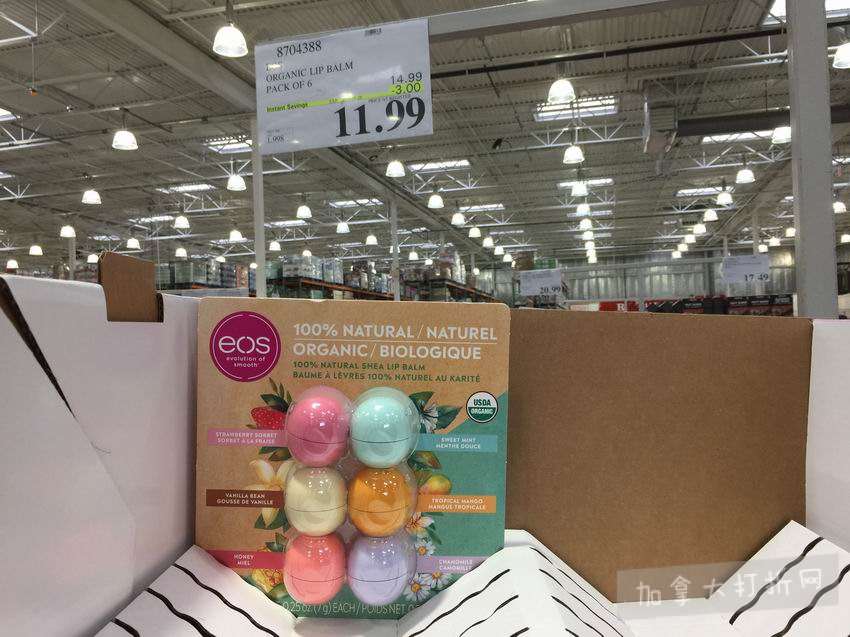 8704388
ORGANIC LIP BALM
PACK OF 6
14.99
Instant Savings
-3.00
11.99
1.998
20.99
17.49
eos
evolution of
smooth
100% NATURAL / NATUREL
ORGANIC / BIOLOGIQUE
100% NATURAL SHEA LIP BALM
BAUME À LÈVRES 100% NATUREL AU KARITÉ
USDA
ORGANIC
STRAWBERRY SORBET
SORBET À LA FRAISE
SWEET MINT
MENTHE DOUCE
VANILLA BEAN
GOUSSE DE VANILLE
TROPICAL MANGO
MANGUE TROPICALE
HONEY
MIEL
CHAMOMILE
CAMOMILLE
0.25 oz. (7 g) EACH / POIDS NET
加拿大打折网